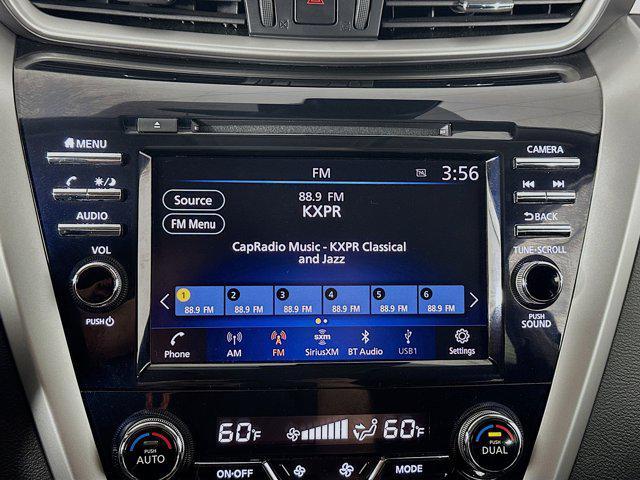 MENU
CAMERA
AUDIO
BACK
VOL
TUNE·SCROLL
PUSH
PUSH
SOUND
FM
3:56
Source
88.9 FM
KXPR
FM Menu
CapRadio Music - KXPR Classical
and Jazz
1 2 3 4 5 6
88.9 FM 88.9 FM 88.9 FM 88.9 FM 88.9 FM 88.9 FM
sxm
Phone AM FM SiriusXM BT Audio USB1 Settings
60°F 60°F
PUSH
AUTO
PUSH
DUAL
ON·OFF
MODE